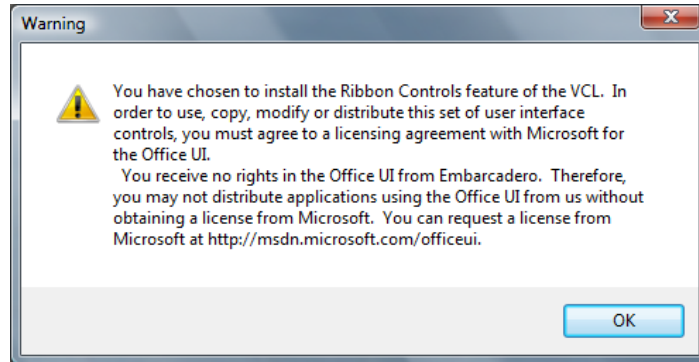 Warning
You have chosen to install the Ribbon Controls feature of the VCL.  In
order to use, copy, modify or distribute this set of user interface
controls, you must agree to a licensing agreement with Microsoft for
the Office UI.
  You receive no rights in the Office UI from Embarcadero.  Therefore,
you may not distribute applications using the Office UI from us without
obtaining a license from Microsoft.  You can request a license from
Microsoft at http://msdn.microsoft.com/officeui.
OK